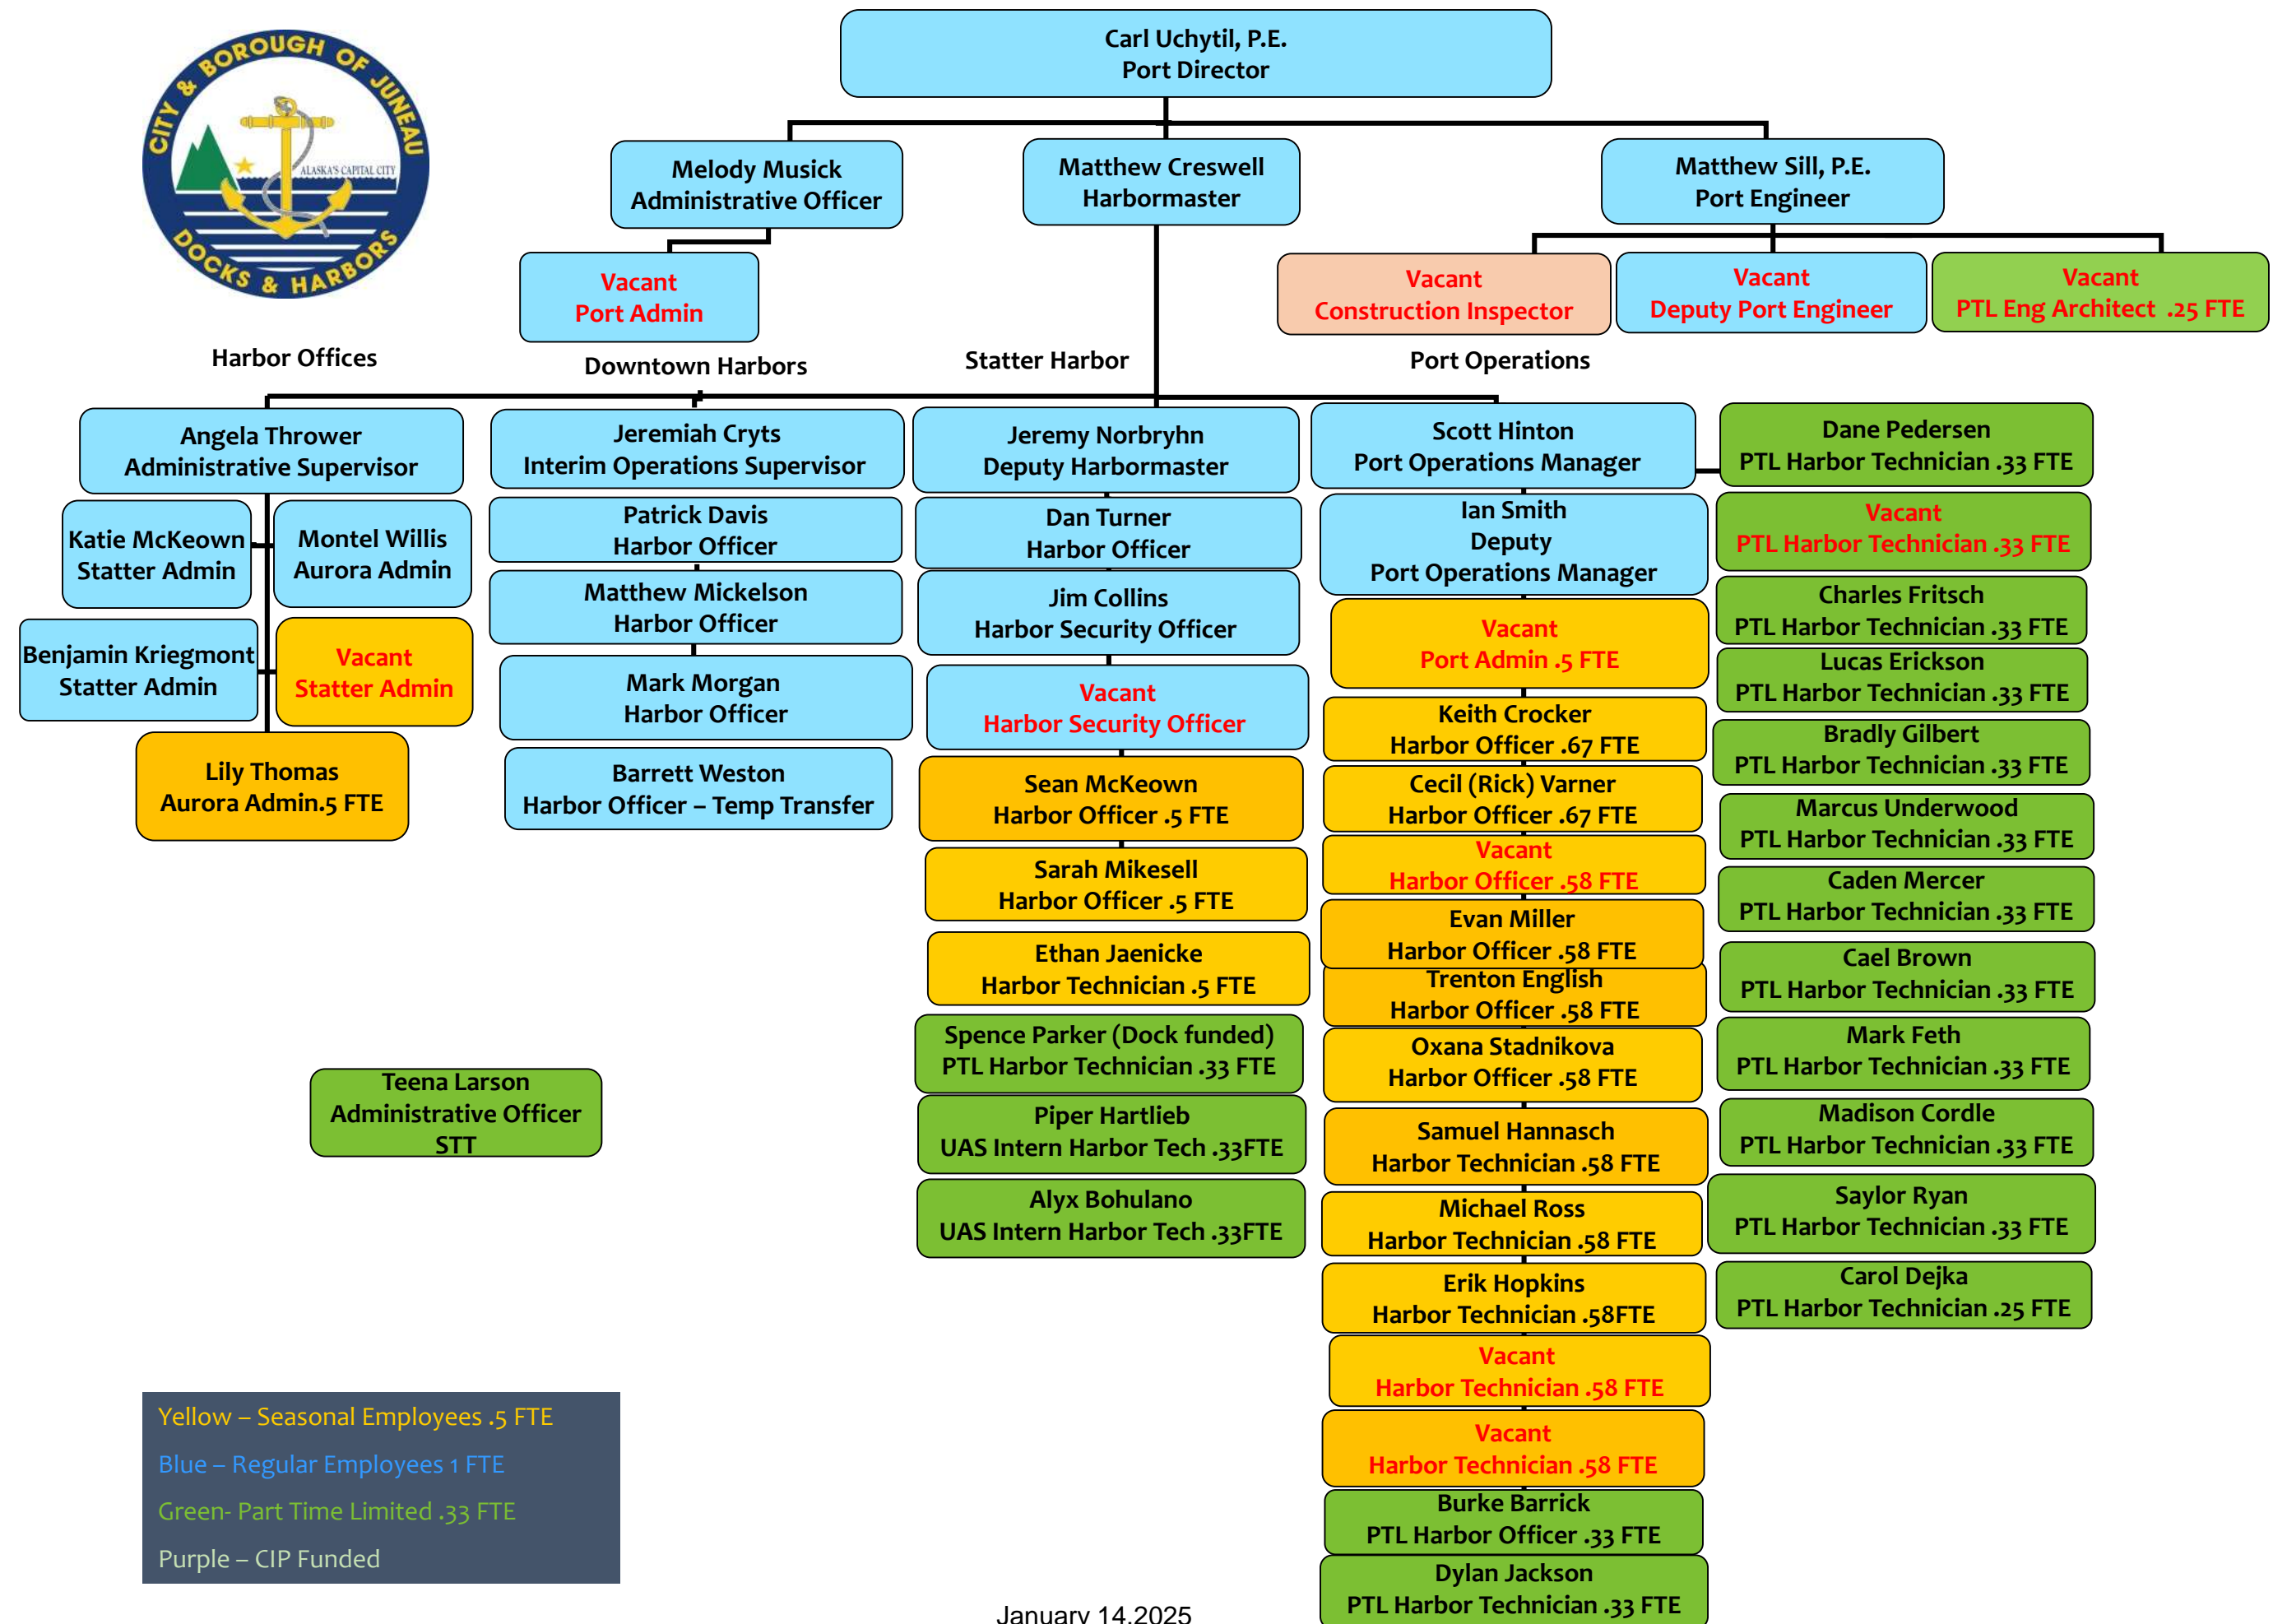 CITY & BOROUGH OF JUNEAU
ALASKA'S CAPITAL CITY
DOCKS & HARBORS
Carl Uchytil, P.E.
Port Director
Melody Musick
Administrative Officer
Matthew Creswell
Harbormaster
Matthew Sill, P.E.
Port Engineer
Vacant
Port Admin
Vacant
Construction Inspector
Vacant
Deputy Port Engineer
Vacant
PTL Eng Architect .25 FTE
Harbor Offices
Downtown Harbors
Statter Harbor
Port Operations
Angela Thrower
Administrative Supervisor
Katie McKeown
Statter Admin
Montel Willis
Aurora Admin
Benjamin Kriegmont
Statter Admin
Vacant
Statter Admin
Lily Thomas
Aurora Admin.5 FTE
Jeremiah Cryts
Interim Operations Supervisor
Patrick Davis
Harbor Officer
Matthew Mickelson
Harbor Officer
Mark Morgan
Harbor Officer
Barrett Weston
Harbor Officer – Temp Transfer
Jeremy Norbryhn
Deputy Harbormaster
Dan Turner
Harbor Officer
Jim Collins
Harbor Security Officer
Vacant
Harbor Security Officer
Sean McKeown
Harbor Officer .5 FTE
Sarah Mikesell
Harbor Officer .5 FTE
Ethan Jaenicke
Harbor Technician .5 FTE
Spence Parker (Dock funded)
PTL Harbor Technician .33 FTE
Piper Hartlieb
UAS Intern Harbor Tech .33FTE
Alyx Bohulano
UAS Intern Harbor Tech .33FTE
Scott Hinton
Port Operations Manager
Ian Smith
Deputy
Port Operations Manager
Vacant
Port Admin .5 FTE
Keith Crocker
Harbor Officer .67 FTE
Cecil (Rick) Varner
Harbor Officer .67 FTE
Vacant
Harbor Officer .58 FTE
Evan Miller
Harbor Officer .58 FTE
Trenton English
Harbor Officer .58 FTE
Oxana Stadnikova
Harbor Officer .58 FTE
Samuel Hannasch
Harbor Technician .58 FTE
Michael Ross
Harbor Technician .58 FTE
Erik Hopkins
Harbor Technician .58FTE
Vacant
Harbor Technician .58 FTE
Vacant
Harbor Technician .58 FTE
Burke Barrick
PTL Harbor Officer .33 FTE
Dylan Jackson
PTL Harbor Technician .33 FTE
Dane Pedersen
PTL Harbor Technician .33 FTE
Vacant
PTL Harbor Technician .33 FTE
Charles Fritsch
PTL Harbor Technician .33 FTE
Lucas Erickson
PTL Harbor Technician .33 FTE
Bradly Gilbert
PTL Harbor Technician .33 FTE
Marcus Underwood
PTL Harbor Technician .33 FTE
Caden Mercer
PTL Harbor Technician .33 FTE
Cael Brown
PTL Harbor Technician .33 FTE
Mark Feth
PTL Harbor Technician .33 FTE
Madison Cordle
PTL Harbor Technician .33 FTE
Saylor Ryan
PTL Harbor Technician .33 FTE
Carol Dejka
PTL Harbor Technician .25 FTE
Teena Larson
Administrative Officer
STT
Yellow – Seasonal Employees .5 FTE
Blue – Regular Employees 1 FTE
Green- Part Time Limited .33 FTE
Purple – CIP Funded
January 14,2025